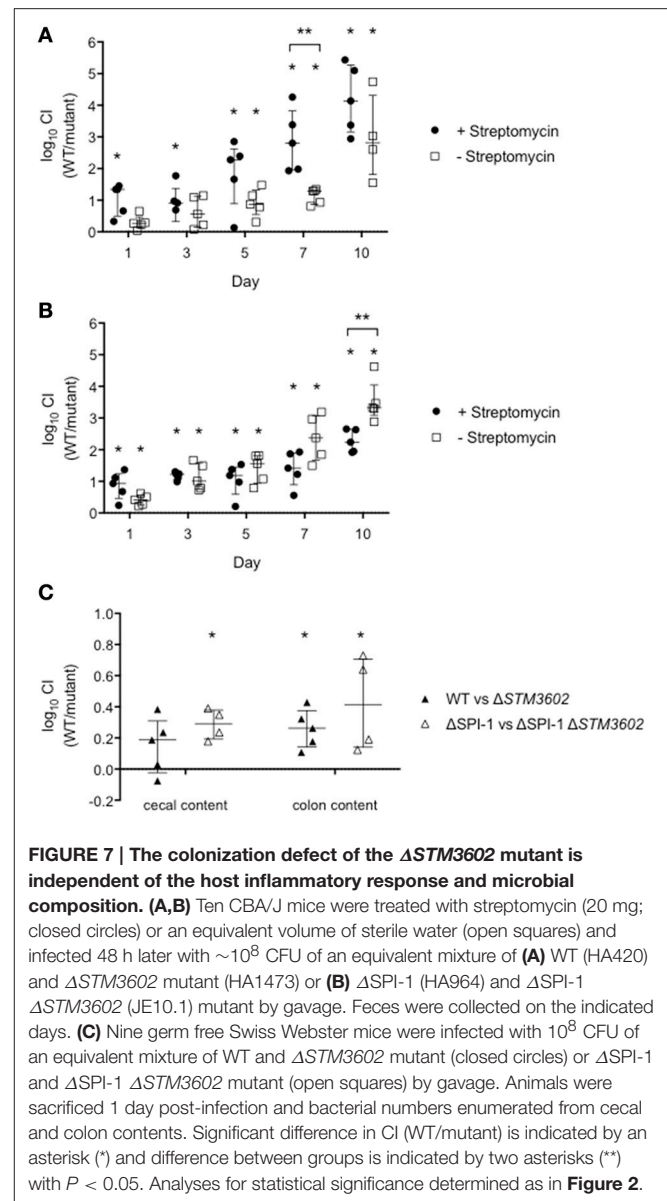 A
log10 CI
(WT/mutant)
6
5
4
3
2
1
0
* * * * ** * * * *
1 3 5 7 10
Day
● + Streptomycin
□ - Streptomycin
B
log10 CI
(WT/mutant)
6
5
4
3
2
1
0
* * * * * * * * ** * *
1 3 5 7 10
Day
● + Streptomycin
□ - Streptomycin
C
log10 CI
(WT/mutant)
1.0
0.8
0.6
0.4
0.2
0.0
-0.2
* * *
cecal content colon content
▲ WT vs ΔSTM3602
△ ΔSPI-1 vs ΔSPI-1 ΔSTM3602
FIGURE 7 | The colonization defect of the ΔSTM3602 mutant is
independent of the host inflammatory response and microbial
composition. (A,B) Ten CBA/J mice were treated with streptomycin (20 mg;
closed circles) or an equivalent volume of sterile water (open squares) and
infected 48 h later with ~10⁸ CFU of an equivalent mixture of (A) WT (HA420)
and ΔSTM3602 mutant (HA1473) or (B) ΔSPI-1 (HA964) and ΔSPI-1
ΔSTM3602 (JE10.1) mutant by gavage. Feces were collected on the indicated
days. (C) Nine germ free Swiss Webster mice were infected with 10⁸ CFU of
an equivalent mixture of WT and ΔSTM3602 mutant (closed circles) or ΔSPI-1
and ΔSPI-1 ΔSTM3602 mutant (open squares) by gavage. Animals were
sacrificed 1 day post-infection and bacterial numbers enumerated from cecal
and colon contents. Significant difference in CI (WT/mutant) is indicated by an
asterisk (*) and difference between groups is indicated by two asterisks (**)
with P < 0.05. Analyses for statistical significance determined as in Figure 2.